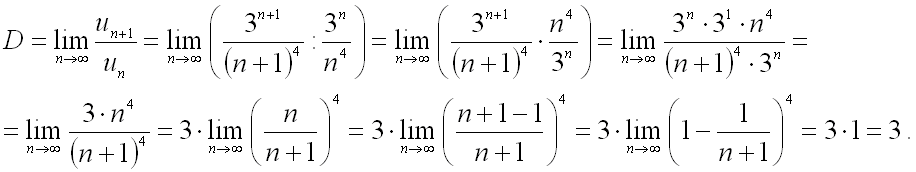 D = lim_{n→∞} u_{n+1}/u_n = lim_{n→∞} (3^{n+1}/(n+1)^4 : 3^n/n^4) = lim_{n→∞} (3^{n+1}/(n+1)^4 · n^4/3^n) = lim_{n→∞} (3^n · 3^1 · n^4)/((n+1)^4 · 3^n) =
= lim_{n→∞} (3 · n^4)/(n+1)^4 = 3 · lim_{n→∞} (n/(n+1))^4 = 3 · lim_{n→∞} ((n+1−1)/(n+1))^4 = 3 · lim_{n→∞} (1 − 1/(n+1))^4 = 3 · 1 = 3 .